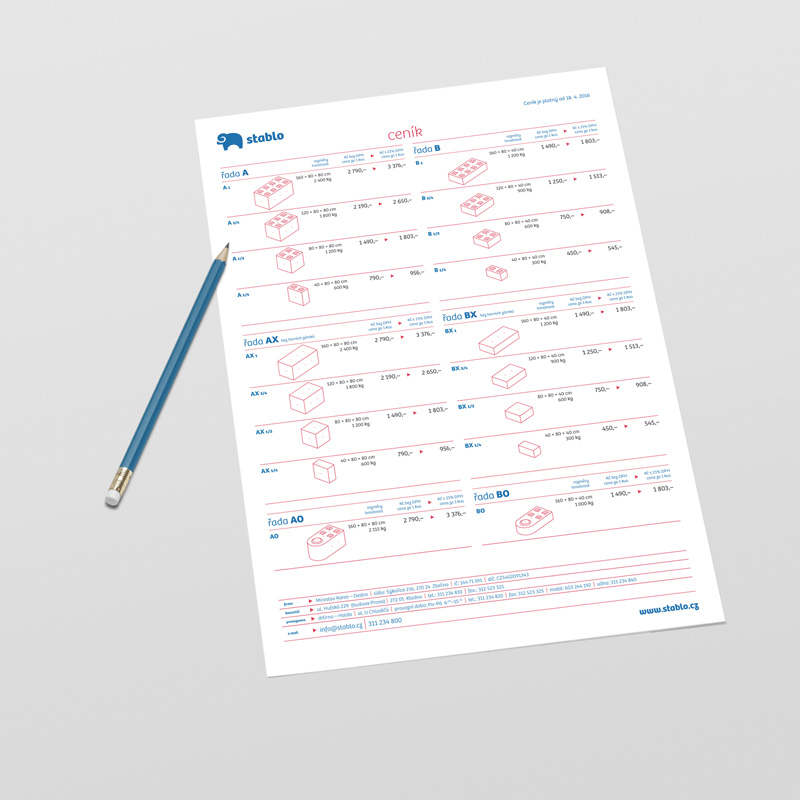 stablo
Ceník je platný od 18. 4. 2016
ceník
řada A
rozměry
hmotnost
Kč bez DPH
cena za 1 kus
Kč s 21% DPH
cena za 1 kus
A 1
160 × 80 × 80 cm
2 400 kg
2 790,–
3 376,–
A 3/4
120 × 80 × 80 cm
1 800 kg
2 190,–
2 650,–
A 1/2
80 × 80 × 80 cm
1 200 kg
1 490,–
1 803,–
A 1/4
40 × 80 × 80 cm
600 kg
790,–
956,–
řada B
rozměry
hmotnost
Kč bez DPH
cena za 1 kus
Kč s 21% DPH
cena za 1 kus
B 1
160 × 80 × 40 cm
1 200 kg
1 490,–
1 803,–
B 3/4
120 × 80 × 40 cm
900 kg
1 250,–
1 513,–
B 1/2
80 × 80 × 40 cm
600 kg
750,–
908,–
B 1/4
40 × 80 × 40 cm
300 kg
450,–
545,–
řada AX bez horních zámků
rozměry
hmotnost
Kč bez DPH
cena za 1 kus
Kč s 21% DPH
cena za 1 kus
AX 1
160 × 80 × 80 cm
2 400 kg
2 790,–
3 376,–
AX 3/4
120 × 80 × 80 cm
1 800 kg
2 190,–
2 650,–
AX 1/2
80 × 80 × 80 cm
1 200 kg
1 490,–
1 803,–
AX 1/4
40 × 80 × 80 cm
600 kg
790,–
956,–
řada BX bez horních zámků
rozměry
hmotnost
Kč bez DPH
cena za 1 kus
Kč s 21% DPH
cena za 1 kus
BX 1
160 × 80 × 40 cm
1 200 kg
1 490,–
1 803,–
BX 3/4
120 × 80 × 40 cm
900 kg
1 250,–
1 513,–
BX 1/2
80 × 80 × 40 cm
600 kg
750,–
908,–
BX 1/4
40 × 80 × 40 cm
300 kg
450,–
545,–
řada AO
rozměry
hmotnost
Kč bez DPH
cena za 1 kus
Kč s 21% DPH
cena za 1 kus
AO
160 × 80 × 80 cm
2 115 kg
2 790,–
3 376,–
řada BO
rozměry
hmotnost
Kč bez DPH
cena za 1 kus
Kč s 21% DPH
cena za 1 kus
BO
160 × 80 × 40 cm
1 000 kg
1 490,–
1 803,–
firma Miroslav Karas – Destro | sídlo: Sýkořice 216, 270 24 Zbečno | ič: 144 71 981 | dič: CZ5402091343
kancelář ul. Huťská 229 (budova Prova) | 272 01 Kladno | tel.: 311 234 810 | fax: 312 523 325
provozovna drtírna – Halda | ul. U Chladičů | provozní doba: Po–Pá
tel.: 311 234 820 | fax: 312 523 325 | mobil: 603 244 392 | váha: 311 234 840
e-mail info@stablo.cz | 311 234 800
www.stablo.cz